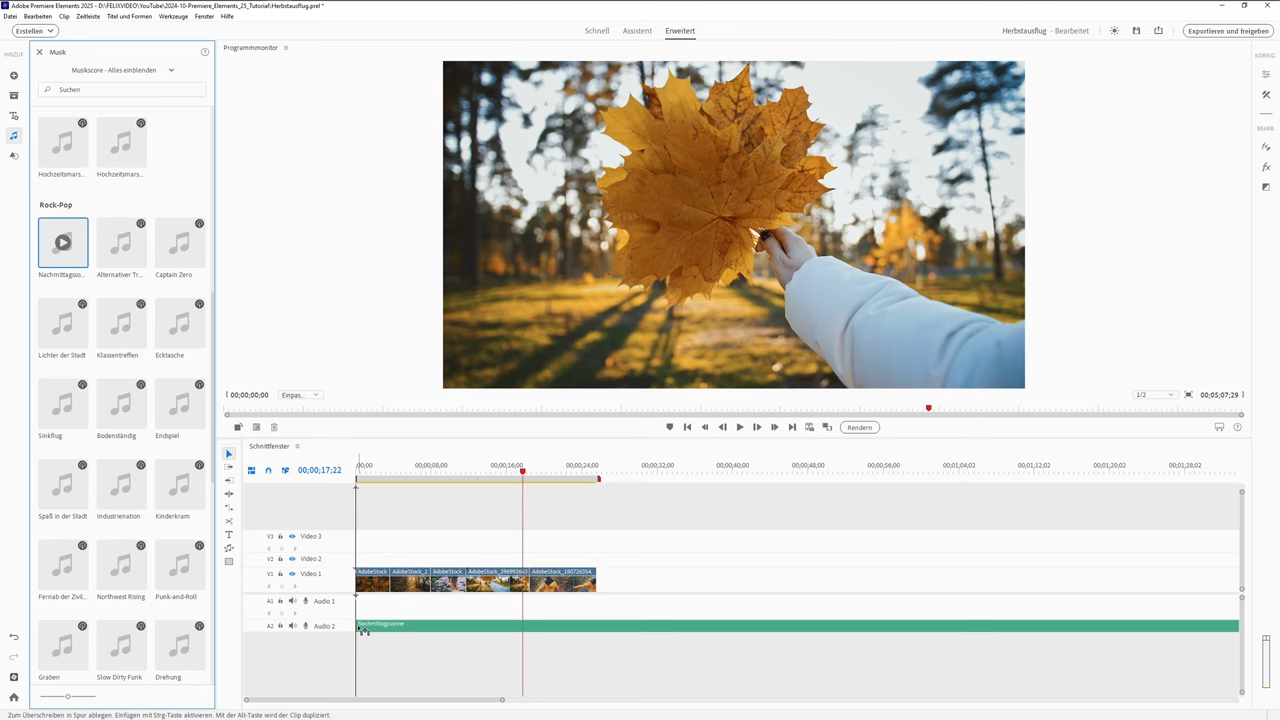 Adobe Premiere Elements 2025 - D:\FELIXVIDEO\YouTube\2024-10-Premiere_Elements_25_Tutorial\Herbstausflug.prel *
Datei Bearbeiten Clip Zeitleiste Titel und Formen Werkzeuge Fenster Hilfe
Erstellen Schnell Assistent Erweitert Herbstausflug - Bearbeitet Exportieren und freigeben
HINZUF
Musik
Musikscore - Alles einblenden
Suchen
Hochzeitsmars... Hochzeitsmars...
Rock-Pop
Nachmittagsso... Alternativer Tr... Captain Zero
Lichter der Stadt Klassentreffen Ecktasche
Sinkflug Bodenständig Endspiel
Spaß in der Stadt Industrienation Kinderkram
Fernab der Zivil... Northwest Rising Punk-and-Roll
Graben Slow Dirty Funk Drehung
Programmmonitor
00;00;00;00 Einpas... 1/2 00;05;07;29
Rendern
Schnittfenster
00;00;17;22
;00;00 00;00;08;00 00;00;16;00 00;00;24;00 00;00;32;00 00;00;40;00 00;00;48;00 00;00;56;00 00;01;04;02 00;01;12;02 00;01;20;02 00;01;28;02
V3 Video 3
V2 Video 2
V1 Video 1
AdobeStock AdobeStock_1 AdobeStock AdobeStock_396992663 AdobeStock_180726354
A1 Audio 1
A2 Audio 2
Nachmittagssonne
KORRIG
BEARB
Zum Überschreiben in Spur ablegen. Einfügen mit Strg-Taste aktivieren. Mit der Alt-Taste wird der Clip dupliziert.